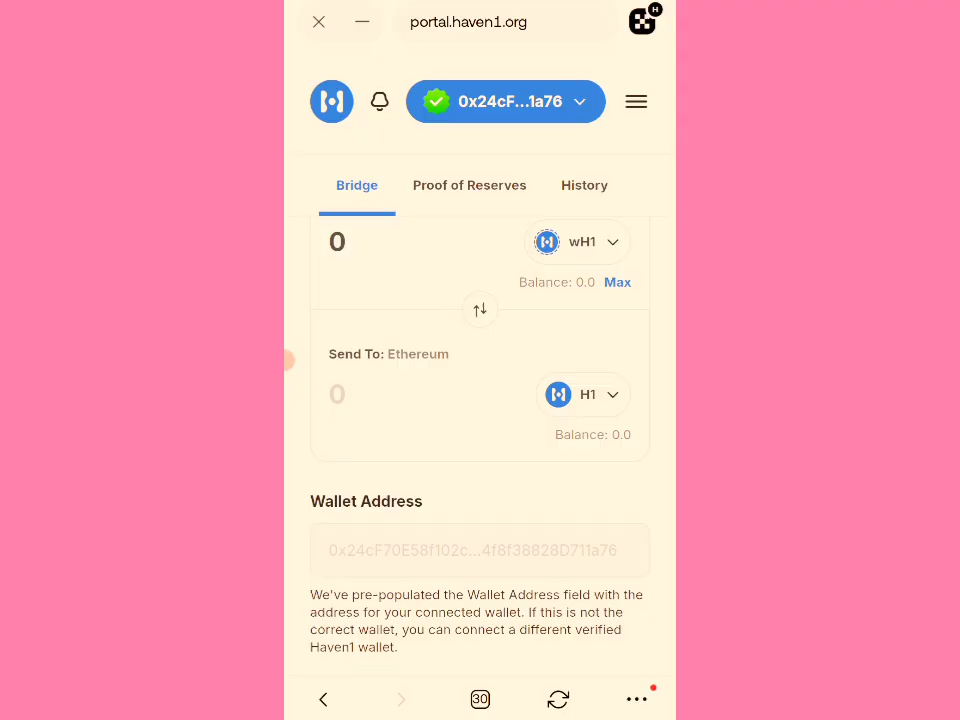 portal.haven1.org
H
0x24cF...1a76
Bridge
Proof of Reserves
History
0
wH1
Balance: 0.0 Max
Send To: Ethereum
0
H1
Balance: 0.0
Wallet Address
0x24cF70E58f102c...4f8f38828D711a76
We've pre-populated the Wallet Address field with the
address for your connected wallet. If this is not the
correct wallet, you can connect a different verified
Haven1 wallet.
30